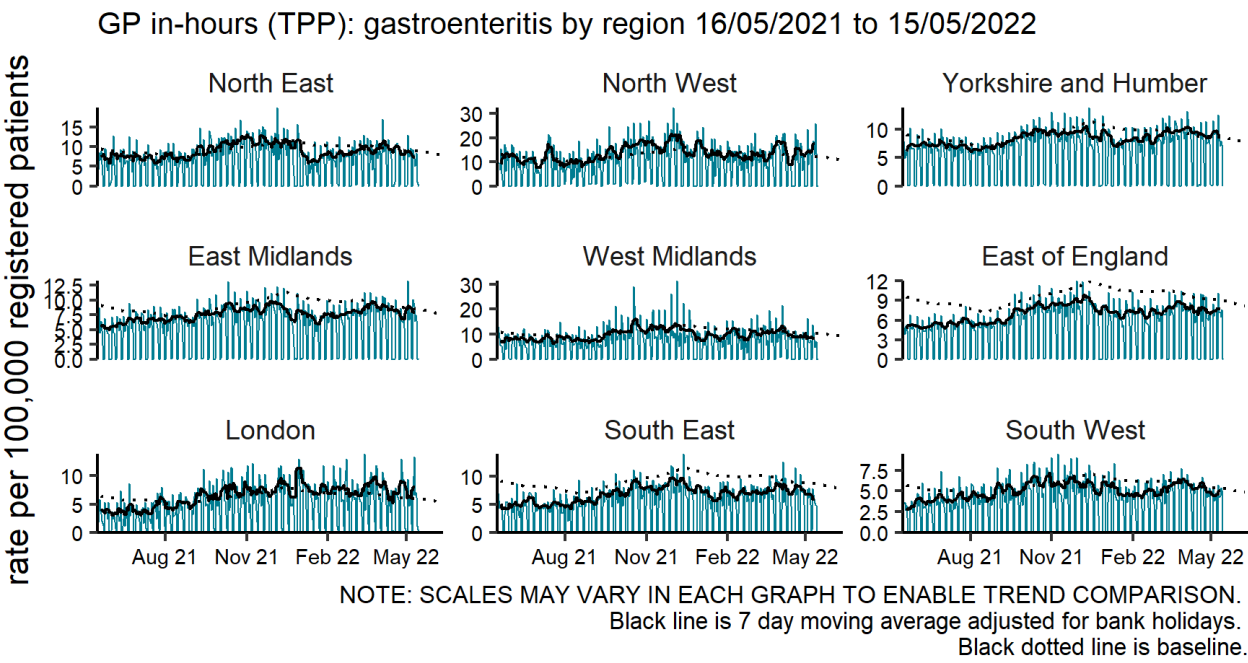 GP in-hours (TPP): gastroenteritis by region 16/05/2021 to 15/05/2022
rate per 100,000 registered patients
North East
15
10
5
0
North West
30
20
10
0
Yorkshire and Humber
10
5
0
East Midlands
12.5
10.0
7.5
5.0
2.5
0.0
West Midlands
30
20
10
0
East of England
12
9
6
3
0
London
10
5
0
Aug 21 Nov 21 Feb 22 May 22
South East
10
5
0
Aug 21 Nov 21 Feb 22 May 22
South West
7.5
5.0
2.5
0.0
Aug 21 Nov 21 Feb 22 May 22
NOTE: SCALES MAY VARY IN EACH GRAPH TO ENABLE TREND COMPARISON.
Black line is 7 day moving average adjusted for bank holidays.
Black dotted line is baseline.